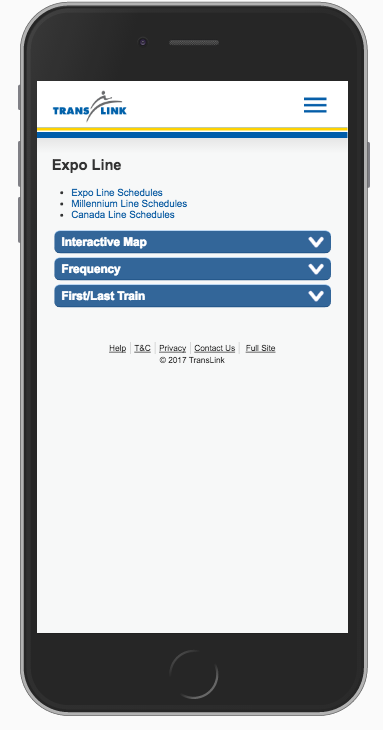 TRANS LINK
Expo Line
Expo Line Schedules
Millennium Line Schedules
Canada Line Schedules
Interactive Map
Frequency
First/Last Train
Help T&C Privacy Contact Us Full Site
© 2017 TransLink